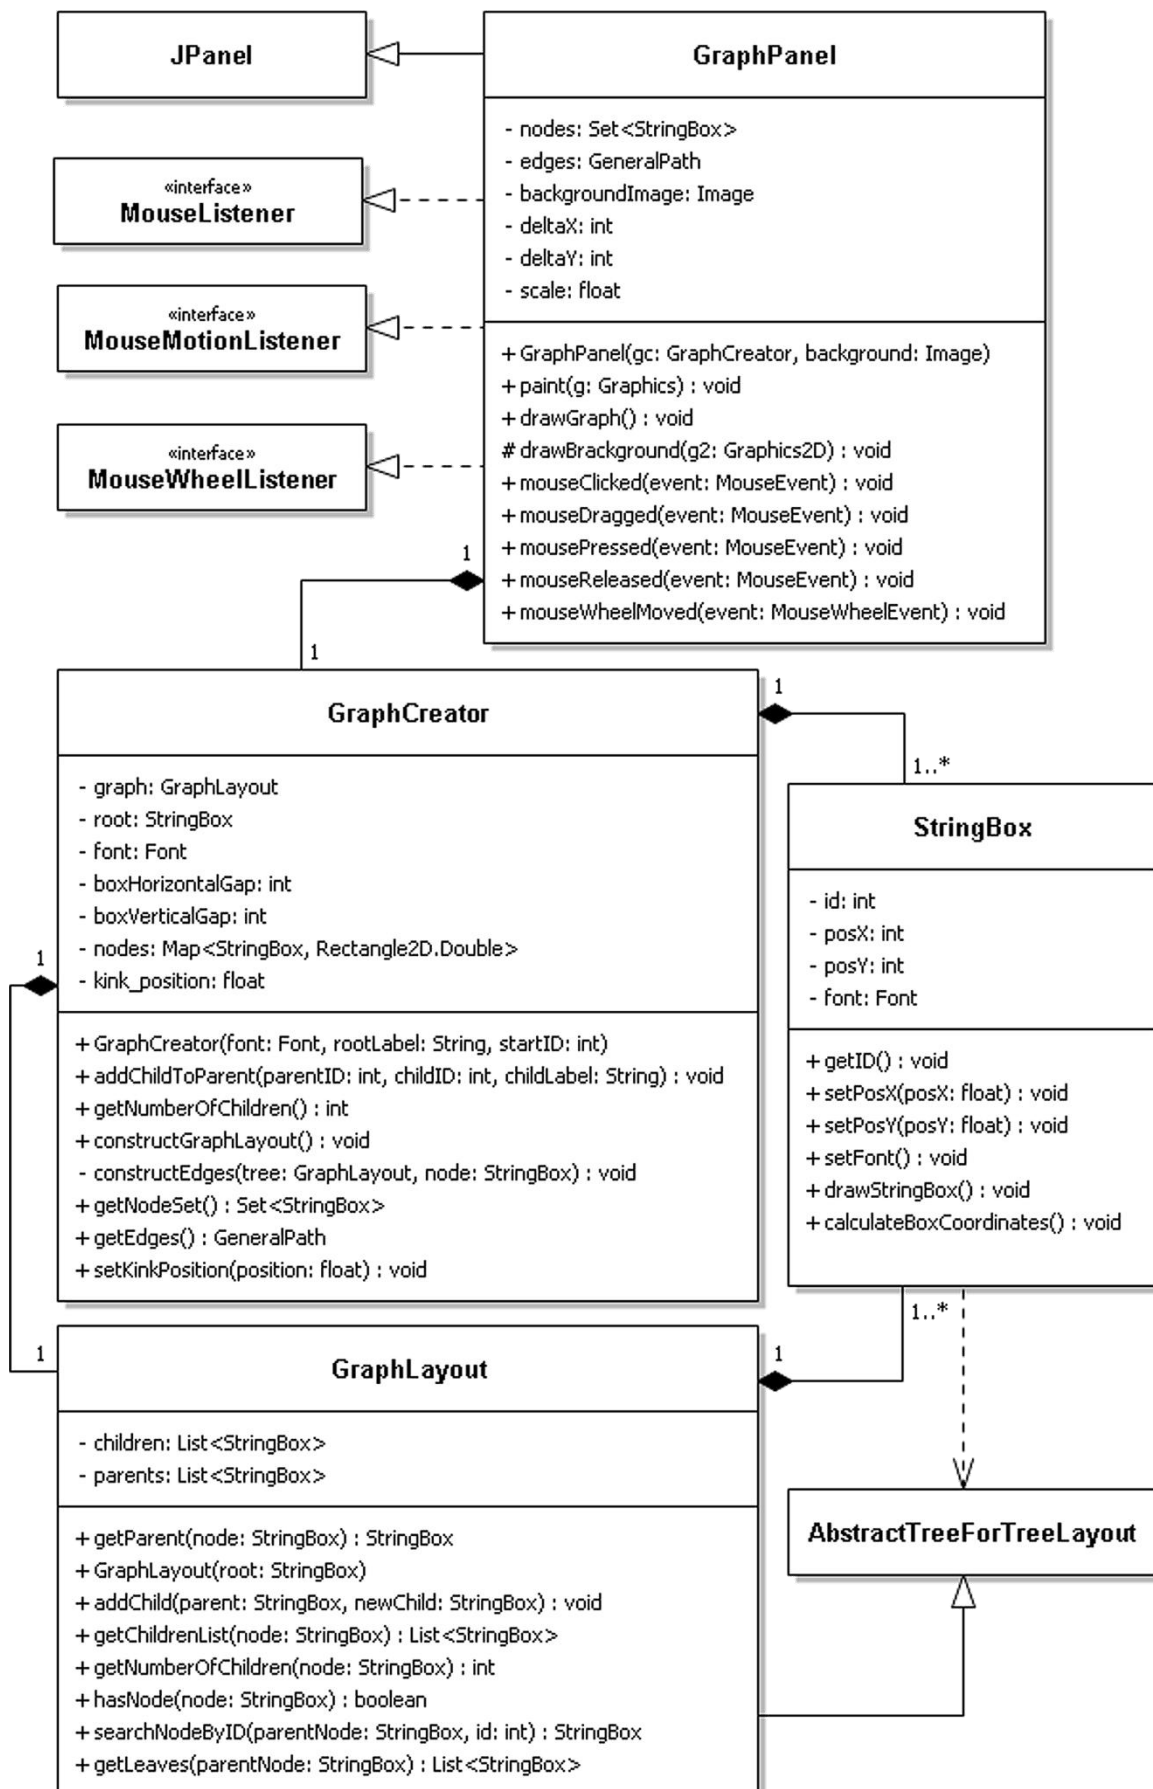 JPanel
GraphPanel
- nodes: Set<StringBox>
- edges: GeneralPath
- backgroundImage: Image
- deltaX: int
- deltaY: int
- scale: float
+ GraphPanel(gc: GraphCreator, background: Image)
+ paint(g: Graphics) : void
+ drawGraph() : void
# drawBrackground(g2: Graphics2D) : void
+ mouseClicked(event: MouseEvent) : void
+ mouseDragged(event: MouseEvent) : void
+ mousePressed(event: MouseEvent) : void
+ mouseReleased(event: MouseEvent) : void
+ mouseWheelMoved(event: MouseWheelEvent) : void
«interface»
MouseListener
«interface»
MouseMotionListener
«interface»
MouseWheelListener
1
1
GraphCreator
- graph: GraphLayout
- root: StringBox
- font: Font
- boxHorizontalGap: int
- boxVerticalGap: int
- nodes: Map<StringBox, Rectangle2D.Double>
- kink_position: float
+ GraphCreator(font: Font, rootLabel: String, startID: int)
+ addChildToParent(parentID: int, childID: int, childLabel: String) : void
+ getNumberOfChildren() : int
+ constructGraphLayout() : void
- constructEdges(tree: GraphLayout, node: StringBox) : void
+ getNodeSet() : Set<StringBox>
+ getEdges() : GeneralPath
+ setKinkPosition(position: float) : void
1
1..*
StringBox
- id: int
- posX: int
- posY: int
- font: Font
+ getID() : void
+ setPosX(posX: float) : void
+ setPosY(posY: float) : void
+ setFont() : void
+ drawStringBox() : void
+ calculateBoxCoordinates() : void
1
1
1..*
1
GraphLayout
- children: List<StringBox>
- parents: List<StringBox>
+ getParent(node: StringBox) : StringBox
+ GraphLayout(root: StringBox)
+ addChild(parent: StringBox, newChild: StringBox) : void
+ getChildrenList(node: StringBox) : List<StringBox>
+ getNumberOfChildren(node: StringBox) : int
+ hasNode(node: StringBox) : boolean
+ searchNodeByID(parentNode: StringBox, id: int) : StringBox
+ getLeaves(parentNode: StringBox) : List<StringBox>
AbstractTreeForTreeLayout